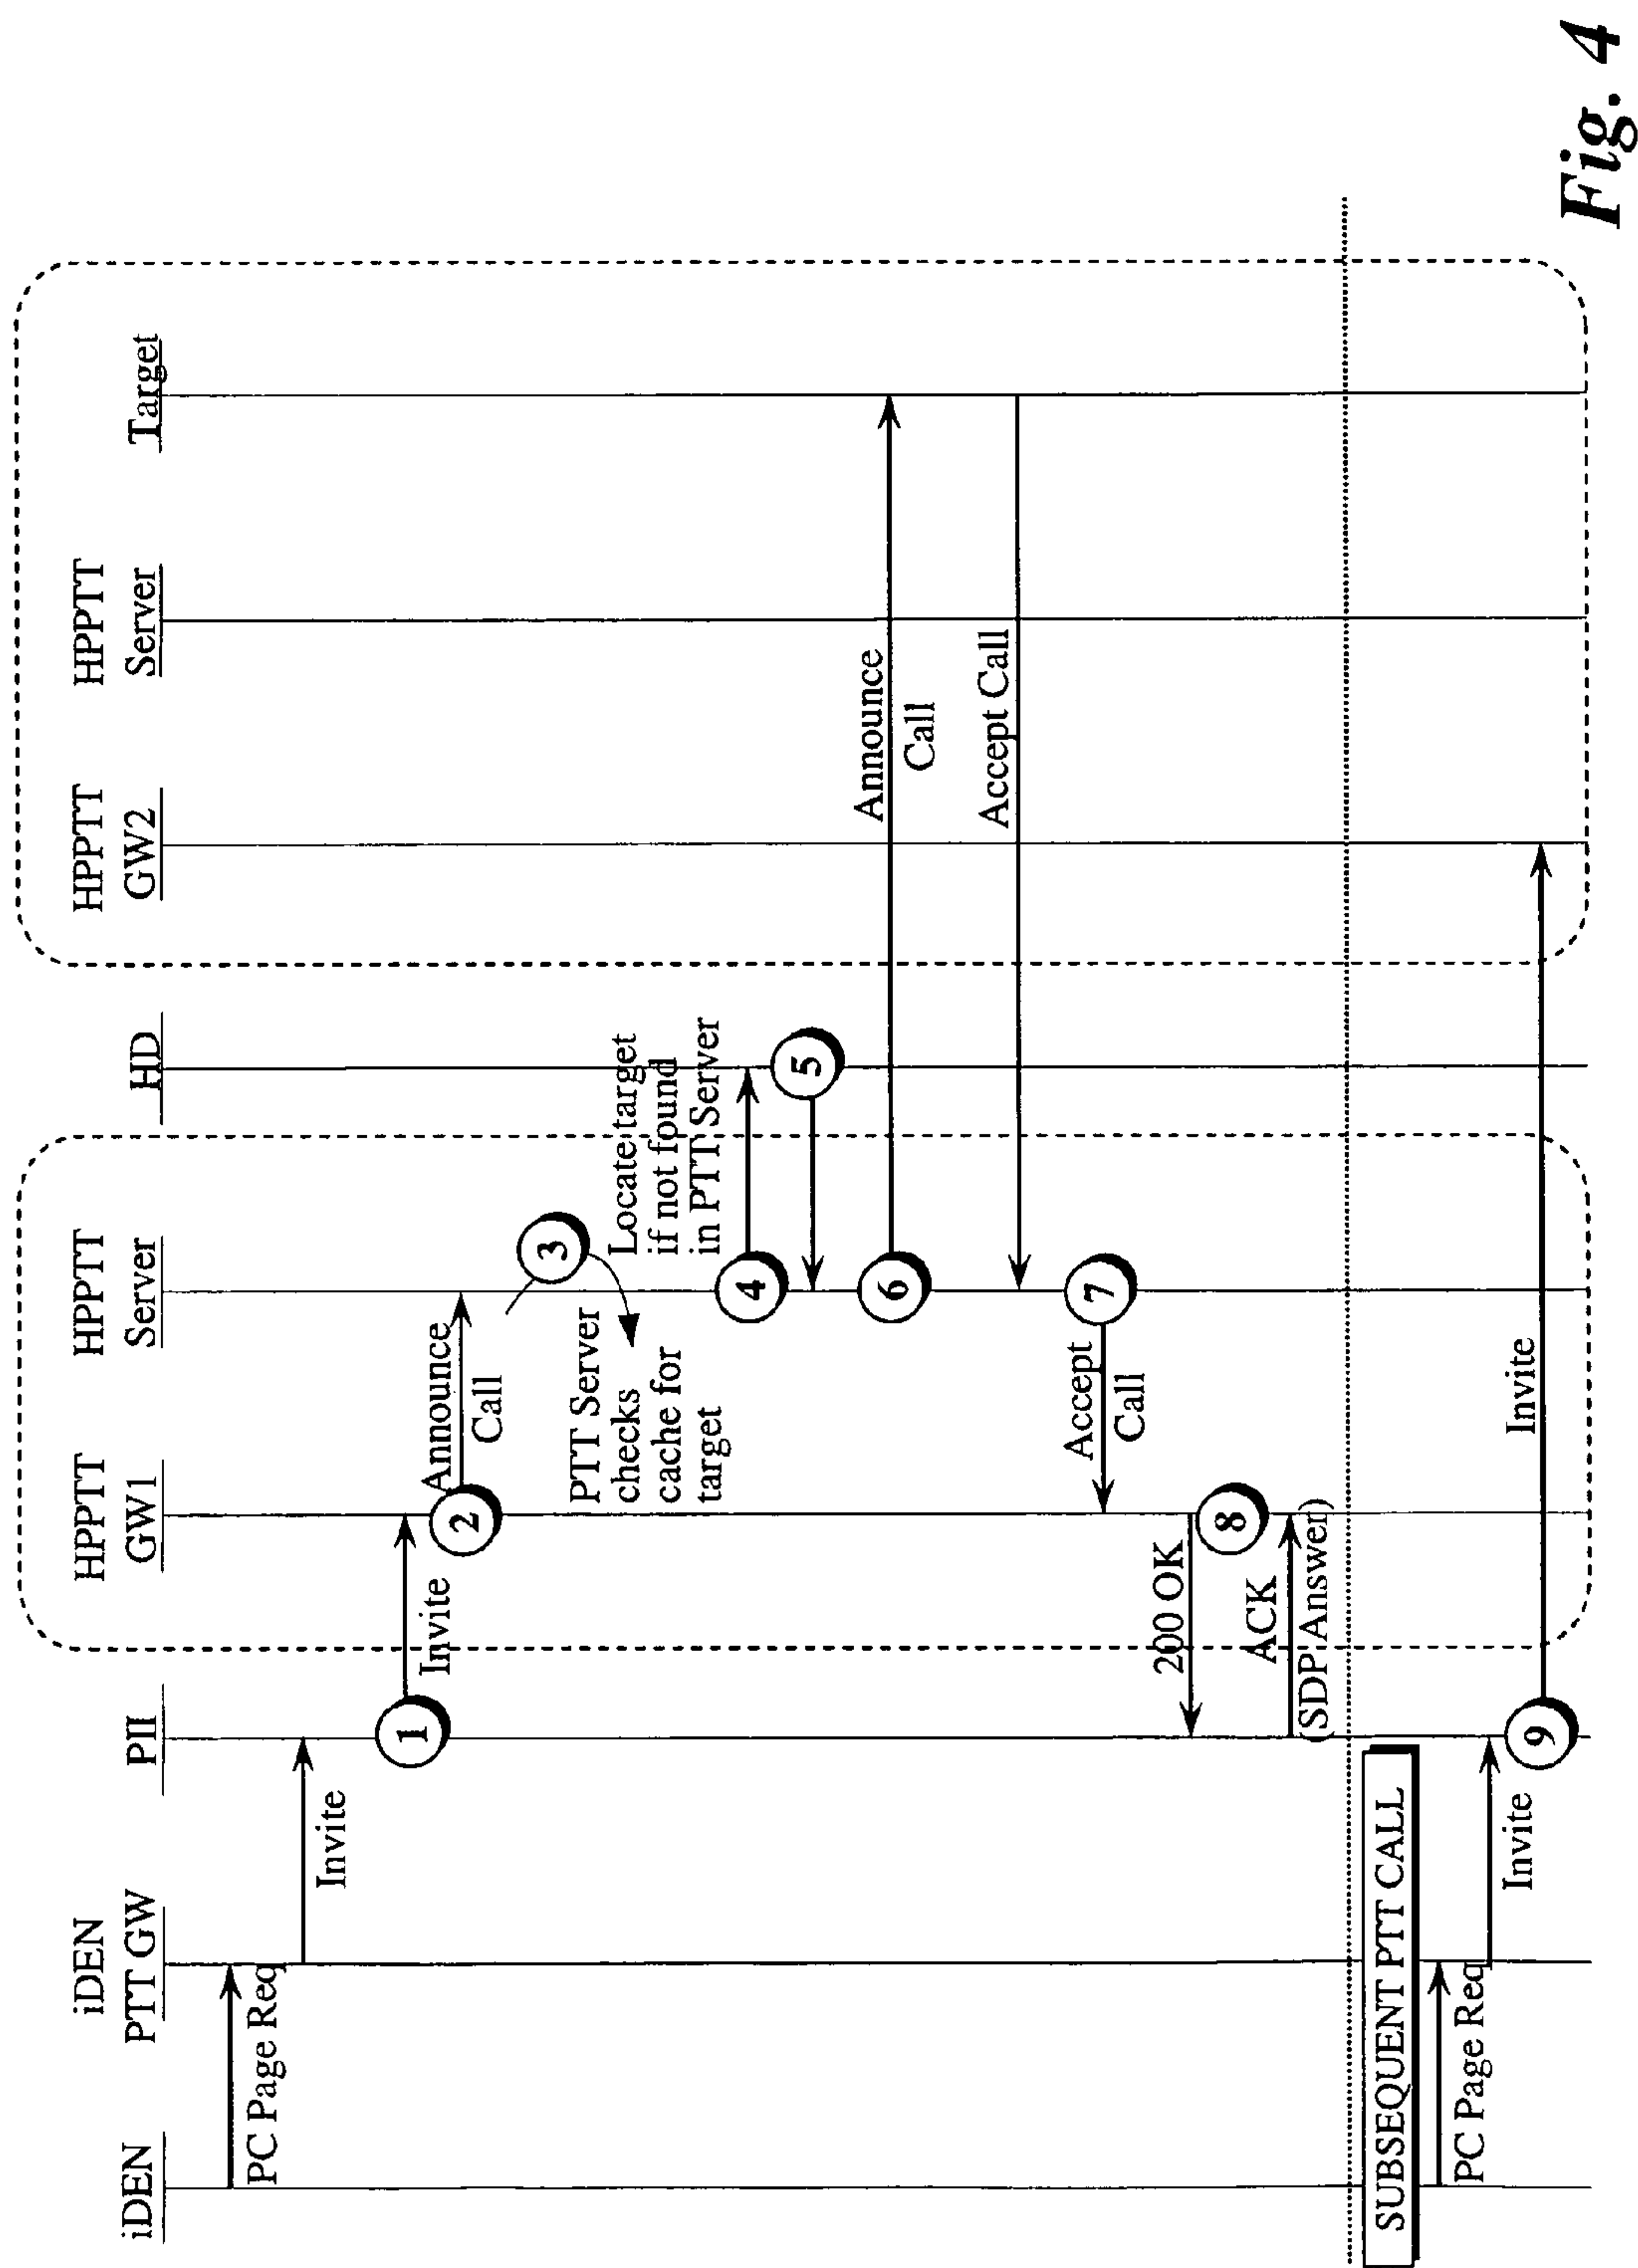 iDEN
iDEN
PTT GW
PII
HPPTT
GW1
HPPTT
Server
HD
HPPTT
GW2
HPPTT
Server
Target
PC Page Req
Invite
1
Invite
2
Announce
Call
3
PTT Server
checks
cache for
target
Locate target
if not found
in PTT Server
4
5
6
Announce
Call
Accept Call
7
Accept
Call
200 OK
8
ACK
(SDP Answer)
SUBSEQUENT PTT CALL
PC Page Req
Invite
9
Invite
Fig. 4